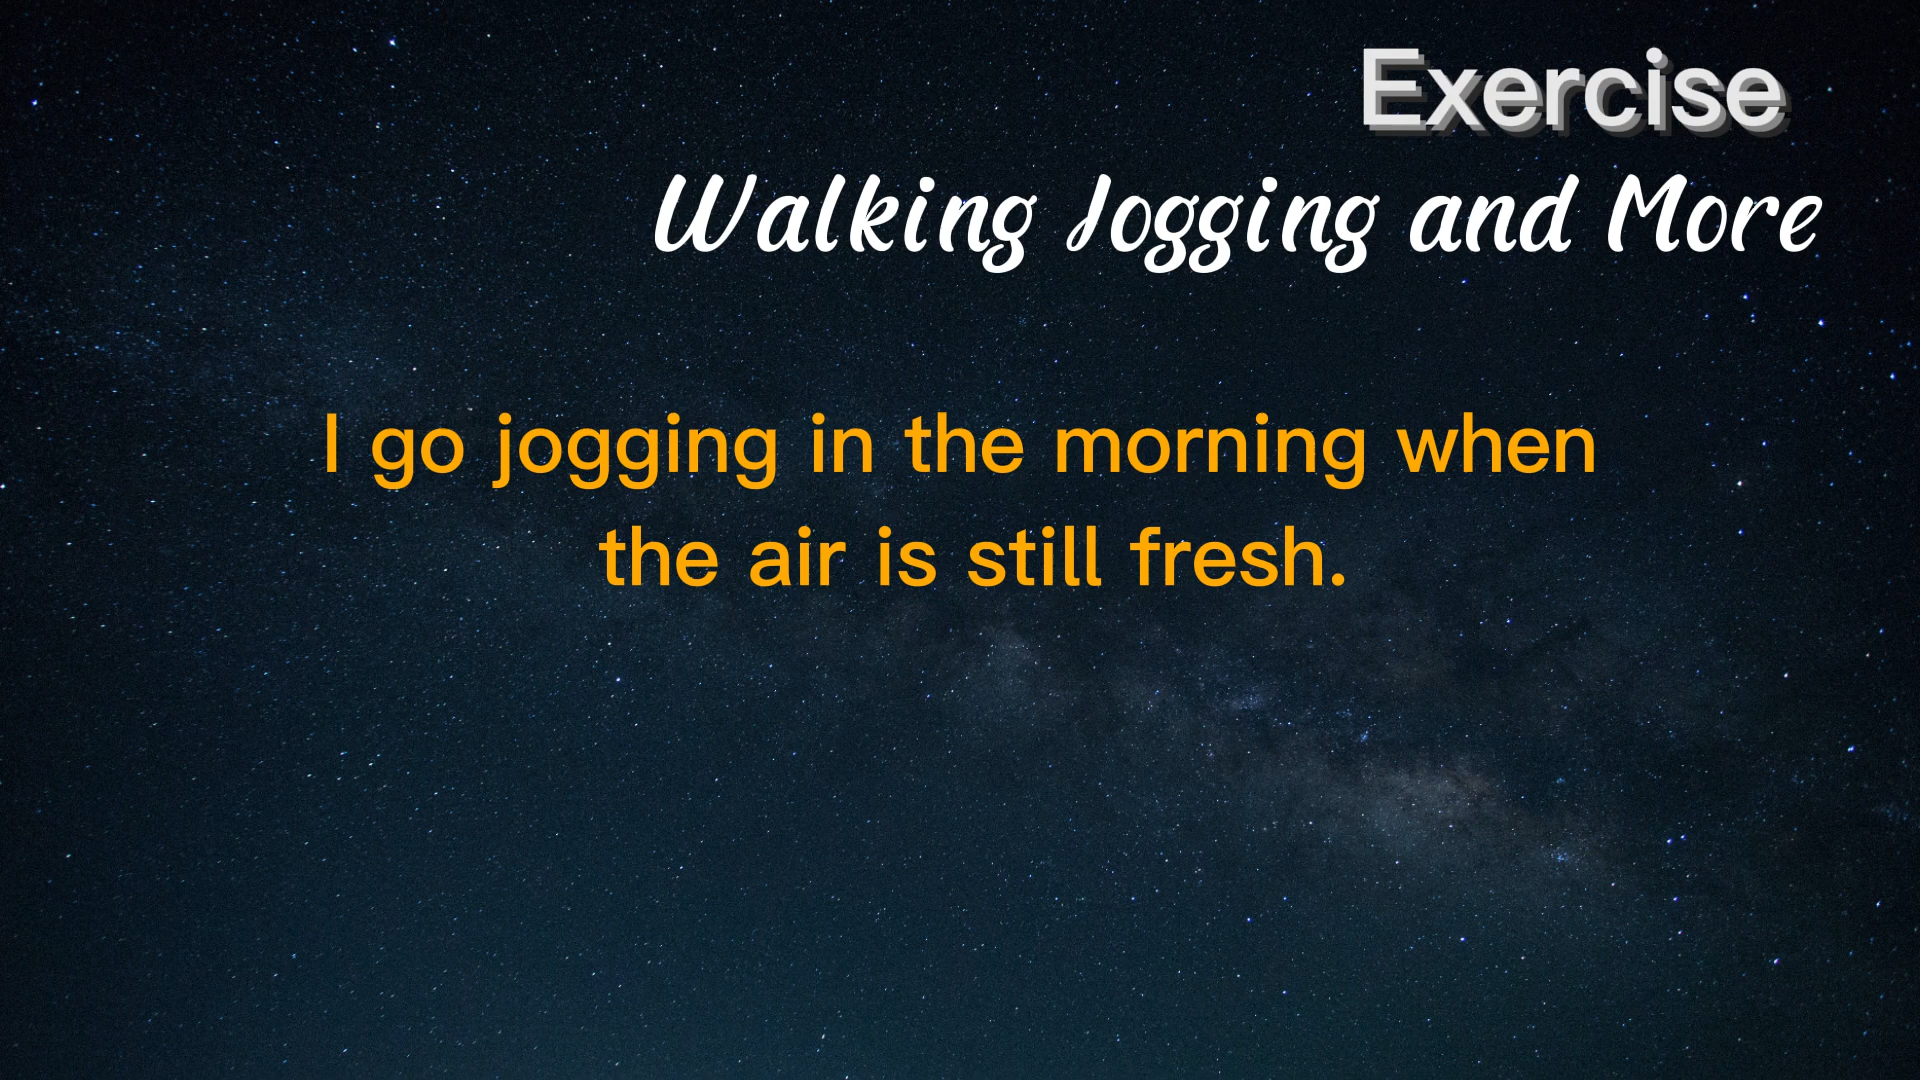 Exercise
Walking Jogging and More
I go jogging in the morning when
the air is still fresh.